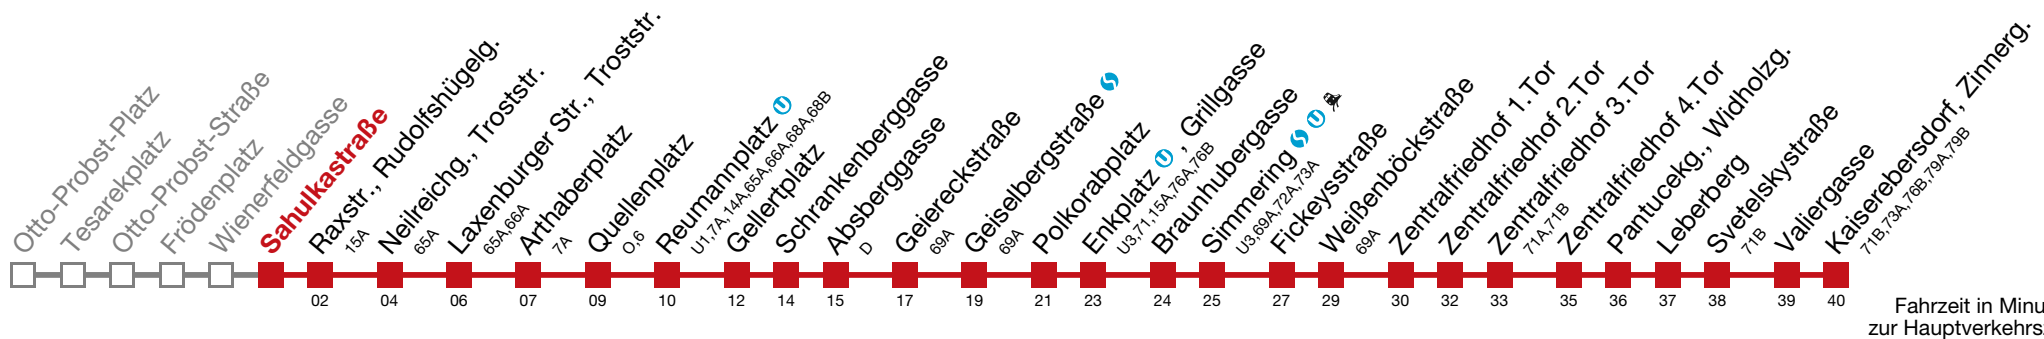 Otto-Probst-Platz
Tesarekplatz
Otto-Probst-Straße
Frödenplatz
Wienerfeldgasse
Sahulkastraße
Raxstr., Rudolfshügelg.
15A
Neilreichg., Troststr.
65A
Laxenburger Str., Troststr.
65A,66A
Arthaberplatz
7A
Quellenplatz
O,6
Reumannplatz U
U1,7A,14A,65A,66A,68A,68B
Gellertplatz
Schrankenberggasse
Absberggasse
D
Geiereckstraße
69A
Geiselbergstraße
69A
Polkorabplatz
Enkplatz U , Grillgasse
U3,71,15A,76A,76B
Braunhubergasse
Simmering U
U3,69A,72A,73A
Fickeysstraße
Weißenböckstraße
69A
Zentralfriedhof 1.Tor
Zentralfriedhof 2.Tor
Zentralfriedhof 3.Tor
71A,71B
Zentralfriedhof 4.Tor
Pantucekg., Widholzg.
Leberberg
Svetelskystraße
71B
Valiergasse
Kaiserebersdorf, Zinnerg.
71B,73A,76B,79A,79B
02 04 06 07 09 10 12 14 15 17 19 21 23 24 25 27 29 30 32 33 35 36 37 38 39 40
Fahrzeit in Minu
zur Hauptverkehrs